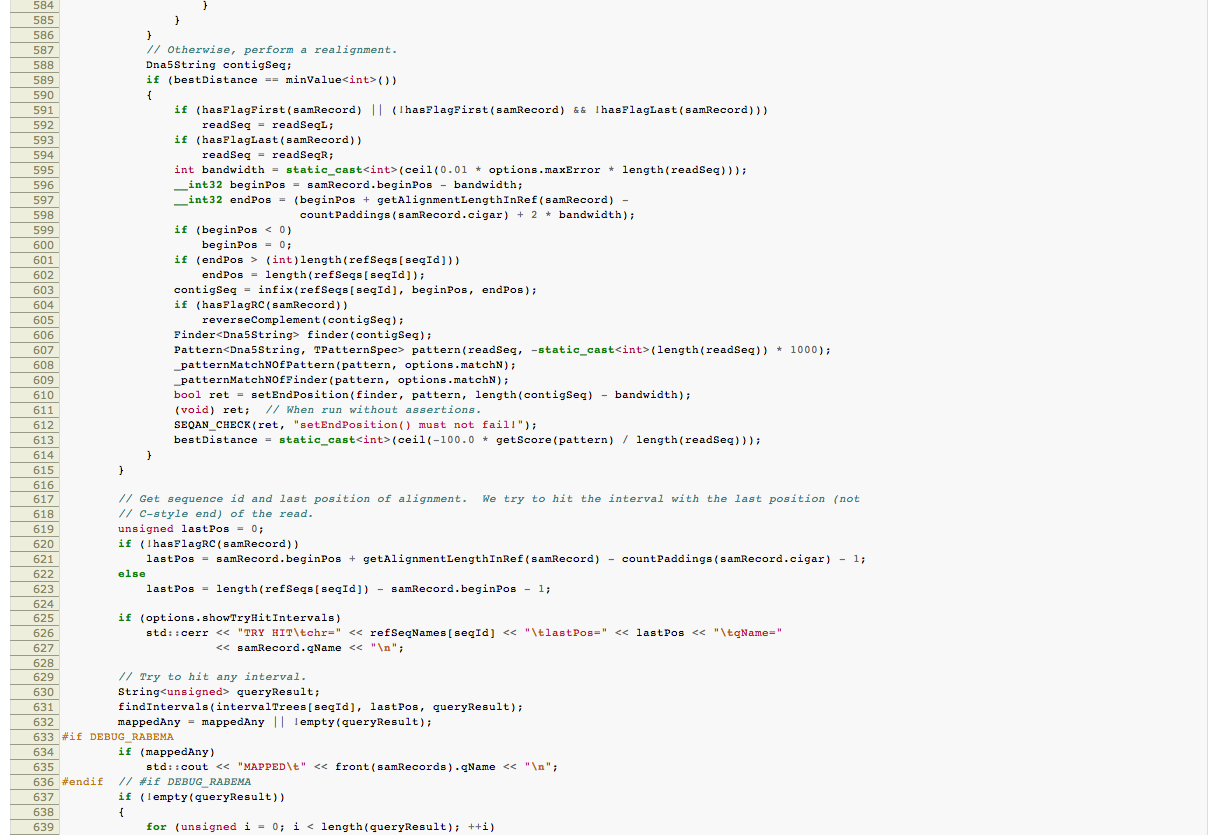 584                     }
585                 }
586             }
587             // Otherwise, perform a realignment.
588             Dna5String contigSeq;
589             if (bestDistance == minValue<int>())
590             {
591                 if (hasFlagFirst(samRecord) || (!hasFlagFirst(samRecord) && !hasFlagLast(samRecord)))
592                     readSeq = readSeqL;
593                 if (hasFlagLast(samRecord))
594                     readSeq = readSeqR;
595                 int bandwidth = static_cast<int>(ceil(0.01 * options.maxError * length(readSeq)));
596                 __int32 beginPos = samRecord.beginPos - bandwidth;
597                 __int32 endPos = (beginPos + getAlignmentLengthInRef(samRecord) -
598                                   countPaddings(samRecord.cigar) + 2 * bandwidth);
599                 if (beginPos < 0)
600                     beginPos = 0;
601                 if (endPos > (int)length(refSeqs[seqId]))
602                     endPos = length(refSeqs[seqId]);
603                 contigSeq = infix(refSeqs[seqId], beginPos, endPos);
604                 if (hasFlagRC(samRecord))
605                     reverseComplement(contigSeq);
606                 Finder<Dna5String> finder(contigSeq);
607                 Pattern<Dna5String, TPatternSpec> pattern(readSeq, -static_cast<int>(length(readSeq)) * 1000);
608                 _patternMatchNOfPattern(pattern, options.matchN);
609                 _patternMatchNOfFinder(pattern, options.matchN);
610                 bool ret = setEndPosition(finder, pattern, length(contigSeq) - bandwidth);
611                 (void) ret;  // When run without assertions.
612                 SEQAN_CHECK(ret, "setEndPosition() must not fail!");
613                 bestDistance = static_cast<int>(ceil(-100.0 * getScore(pattern) / length(readSeq)));
614             }
615         }
616
617         // Get sequence id and last position of alignment.  We try to hit the interval with the last position (not
618         // C-style end) of the read.
619         unsigned lastPos = 0;
620         if (!hasFlagRC(samRecord))
621             lastPos = samRecord.beginPos + getAlignmentLengthInRef(samRecord) - countPaddings(samRecord.cigar) - 1;
622         else
623             lastPos = length(refSeqs[seqId]) - samRecord.beginPos - 1;
624
625         if (options.showTryHitIntervals)
626             std::cerr << "TRY HIT\tchr=" << refSeqNames[seqId] << "\tlastPos=" << lastPos << "\tqName="
627                       << samRecord.qName << "\n";
628
629         // Try to hit any interval.
630         String<unsigned> queryResult;
631         findIntervals(intervalTrees[seqId], lastPos, queryResult);
632         mappedAny = mappedAny || !empty(queryResult);
633 #if DEBUG_RABEMA
634         if (mappedAny)
635             std::cout << "MAPPED\t" << front(samRecords).qName << "\n";
636 #endif  // #if DEBUG_RABEMA
637         if (!empty(queryResult))
638         {
639             for (unsigned i = 0; i < length(queryResult); ++i)